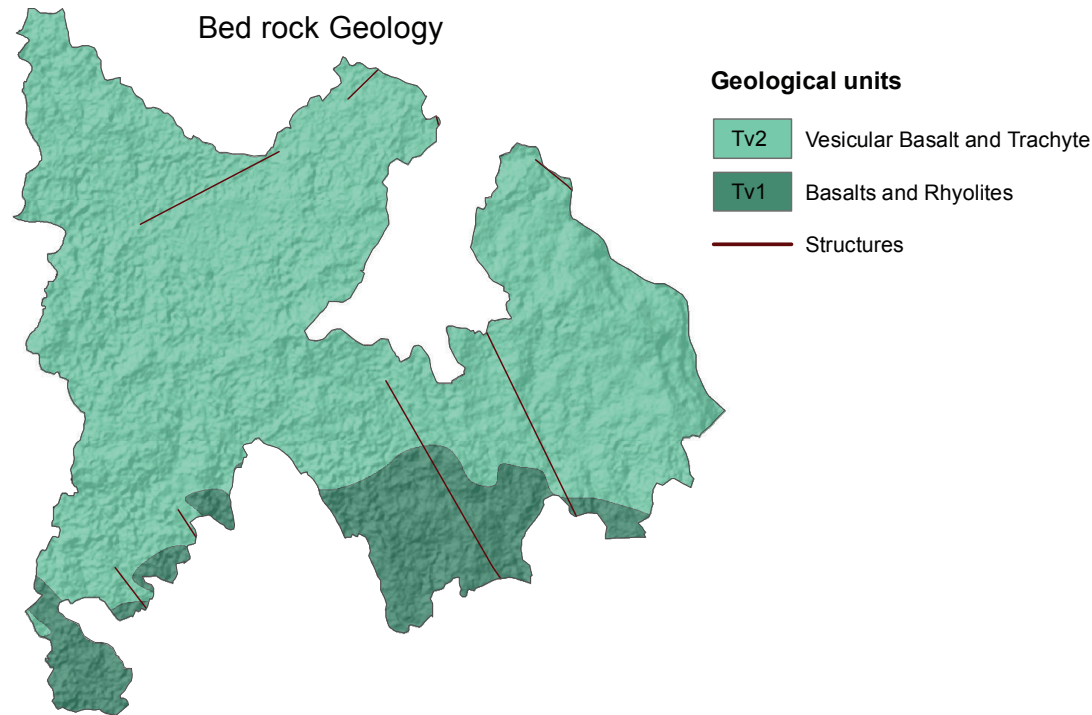 Bed rock Geology
Geological units
Tv2 Vesicular Basalt and Trachyte
Tv1 Basalts and Rhyolites
Structures